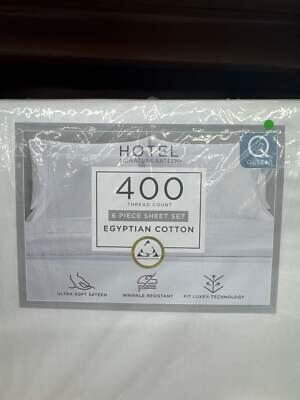 HOTEL
SIGNATURE SATEEN
Q
QUEEN
400
THREAD COUNT
6 PIECE SHEET SET
EGYPTIAN COTTON
ULTRA SOFT SATEEN
WRINKLE RESISTANT
FIT LUXEA TECHNOLOGY